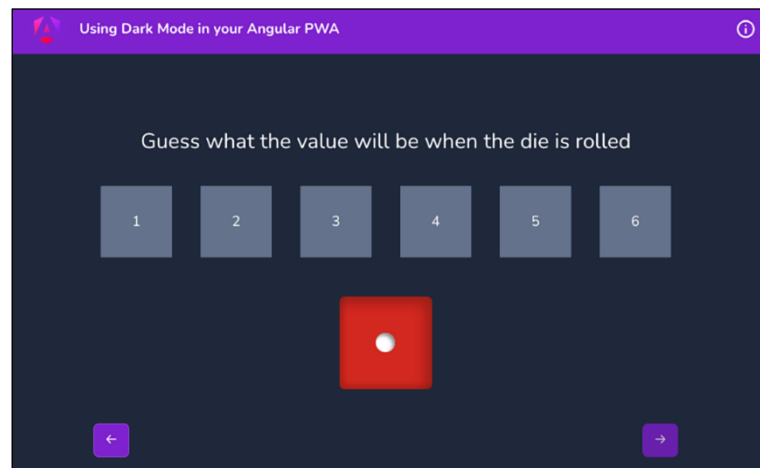 Using Dark Mode in your Angular PWA
Guess what the value will be when the die is rolled
1 2 3 4 5 6